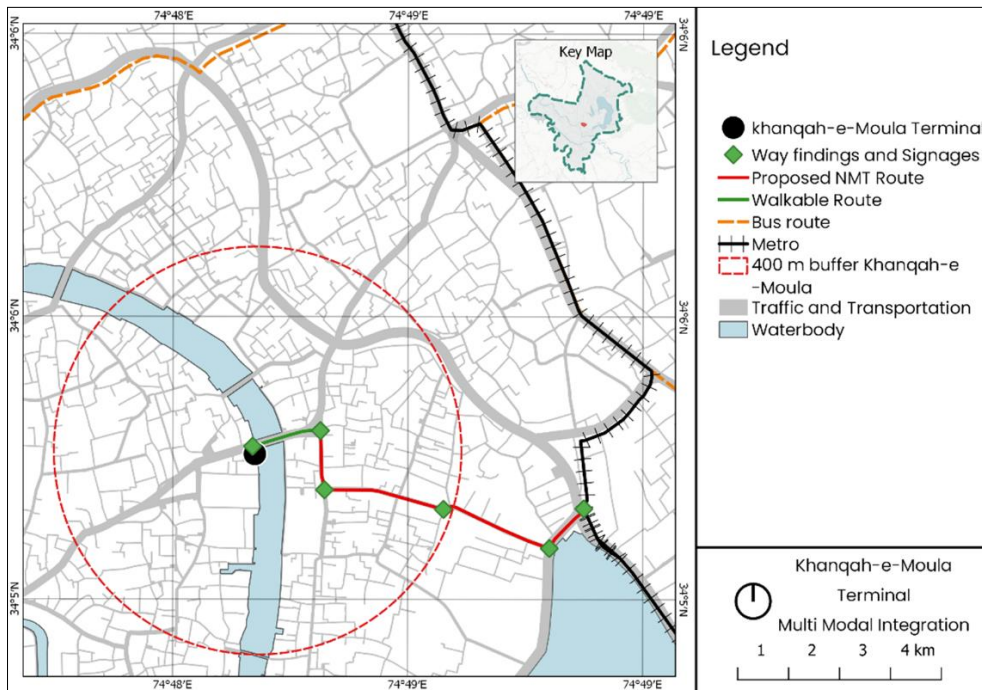 74°48'E 74°49'E 74°49'E
34°6'N
34°6'N
Key Map
34°6'N
34°6'N
34°5'N
34°5'N
74°48'E 74°49'E 74°49'E
Legend
khanqah-e-Moula Terminal
Way findings and Signages
Proposed NMT Route
Walkable Route
Bus route
Metro
400 m buffer Khanqah-e
-Moula
Traffic and Transportation
Waterbody
Khanqah-e-Moula
Terminal
Multi Modal Integration
1 2 3 4 km